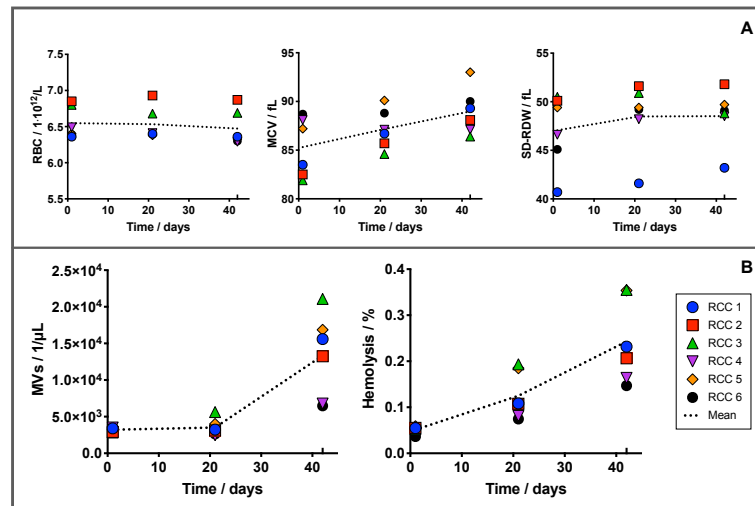 A
RBC / 1·10¹²/L
7.5
7.0
6.5
6.0
5.5
0 10 20 30 40
Time / days
MCV / fL
95
90
85
80
0 10 20 30 40
Time / days
SD-RDW / fL
55
50
45
40
0 10 20 30 40
Time / days
B
MVs / 1/µL
2.5×10⁴
2.0×10⁴
1.5×10⁴
1.0×10⁴
5.0×10³
0.0
0 10 20 30 40
Time / days
Hemolysis / %
0.4
0.3
0.2
0.1
0.0
0 10 20 30 40
Time / days
RCC 1
RCC 2
RCC 3
RCC 4
RCC 5
RCC 6
Mean